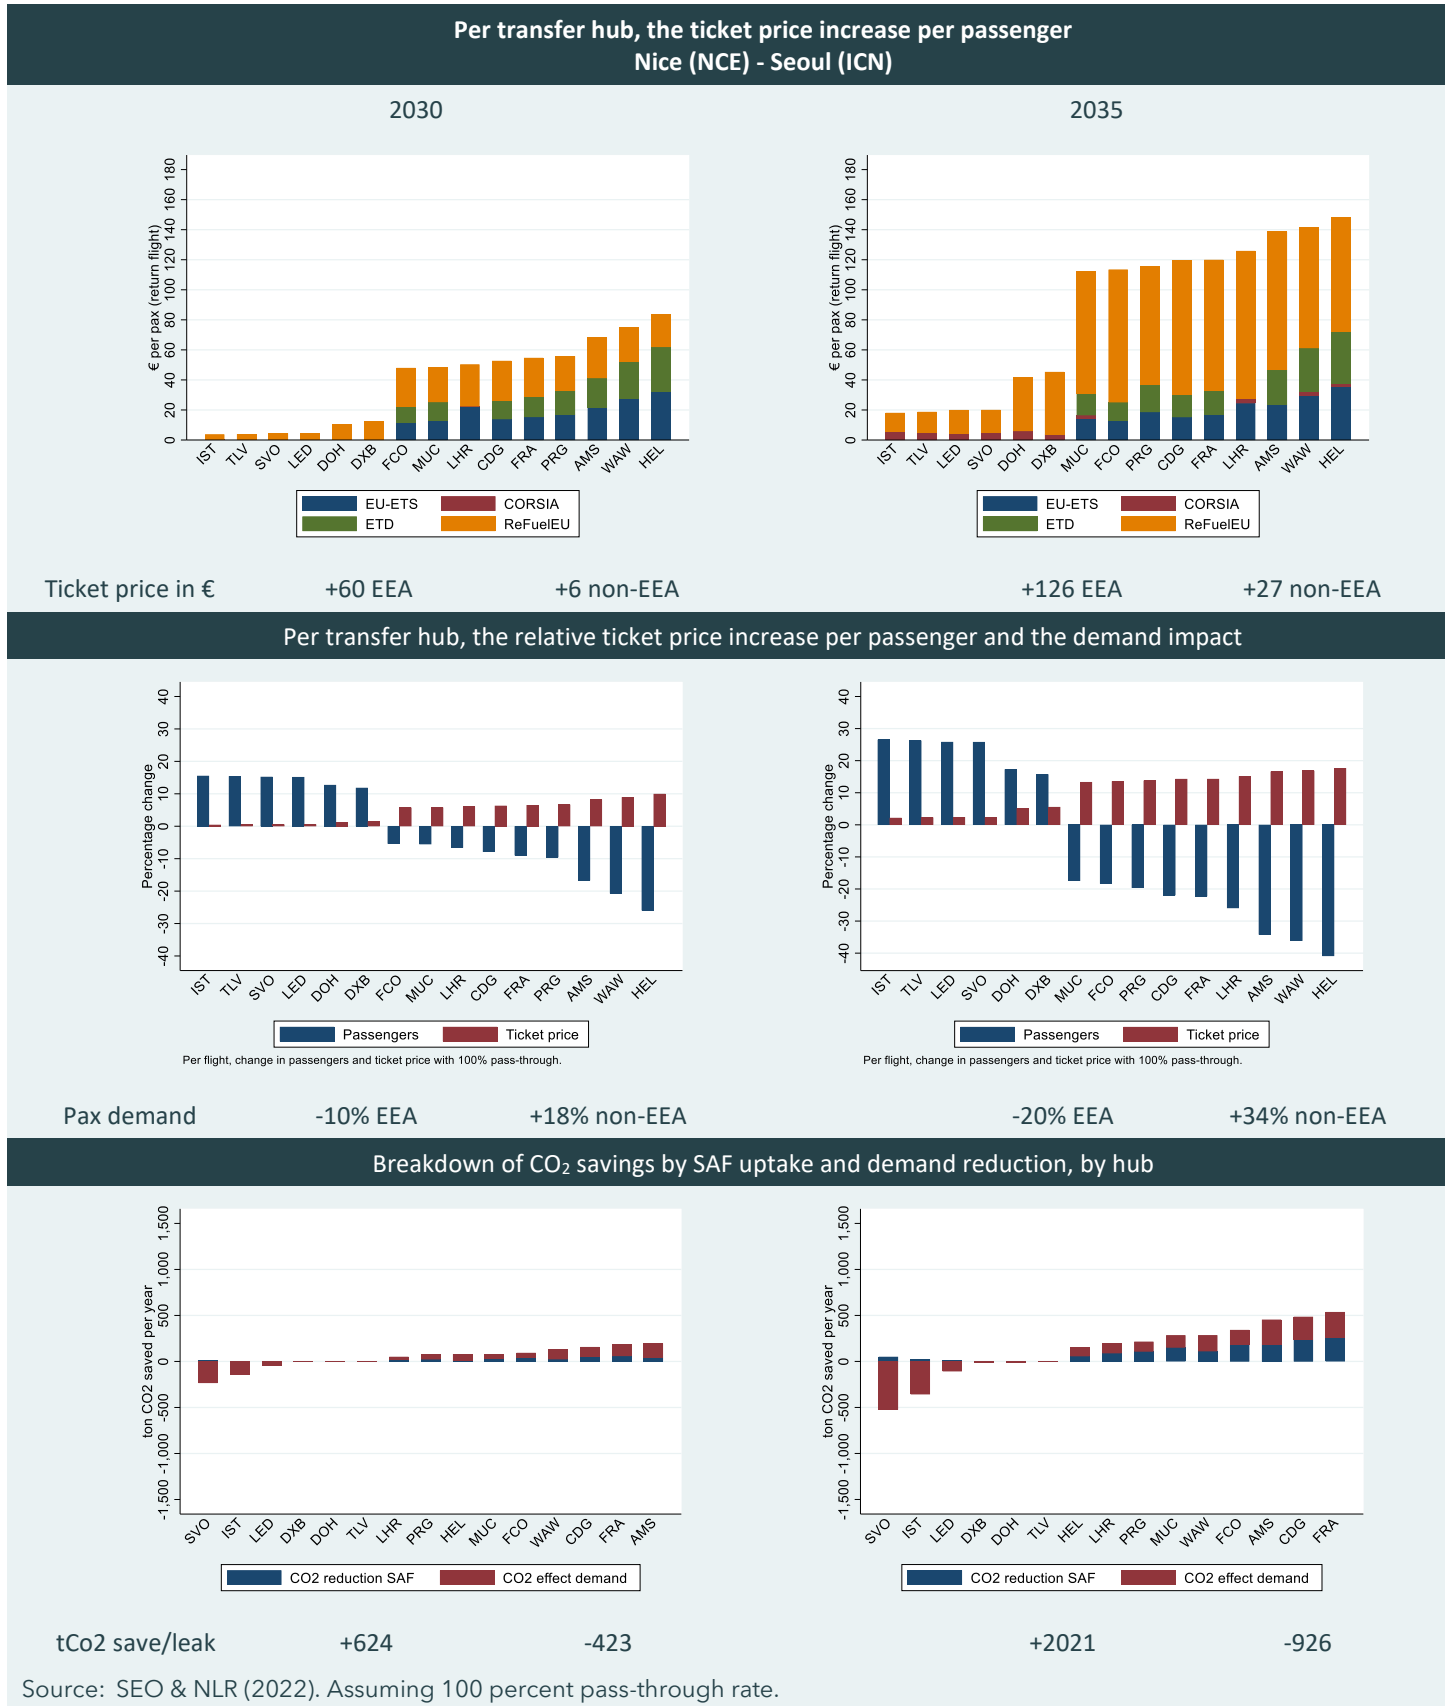 Per transfer hub, the ticket price increase per passenger
Nice (NCE) - Seoul (ICN)
2030
2035
€ per pax (return flight)
0 20 40 60 80 100 120 140 160 180
IST TLV SVO LED DOH DXB FCO MUC LHR CDG FRA PRG AMS WAW HEL
EU-ETS CORSIA
ETD ReFuelEU
€ per pax (return flight)
0 20 40 60 80 100 120 140 160 180
IST TLV LED SVO DOH DXB MUC FCO PRG CDG FRA LHR AMS WAW HEL
EU-ETS CORSIA
ETD ReFuelEU
Ticket price in € +60 EEA +6 non-EEA +126 EEA +27 non-EEA
Per transfer hub, the relative ticket price increase per passenger and the demand impact
Percentage change
-40 -30 -20 -10 0 10 20 30 40
IST TLV SVO LED DOH DXB FCO MUC LHR CDG FRA PRG AMS WAW HEL
Passengers Ticket price
Per flight, change in passengers and ticket price with 100% pass-through.
Percentage change
-40 -30 -20 -10 0 10 20 30 40
IST TLV LED SVO DOH DXB MUC FCO PRG CDG FRA LHR AMS WAW HEL
Passengers Ticket price
Per flight, change in passengers and ticket price with 100% pass-through.
Pax demand -10% EEA +18% non-EEA -20% EEA +34% non-EEA
Breakdown of CO₂ savings by SAF uptake and demand reduction, by hub
ton CO2 saved per year
-1,500 -1,000 -500 0 500 1,000 1,500
SVO IST LED DXB DOH TLV LHR PRG HEL MUC FCO WAW CDG FRA AMS
CO2 reduction SAF CO2 effect demand
ton CO2 saved per year
-1,500 -1,000 -500 0 500 1,000 1,500
SVO IST LED DXB DOH TLV HEL LHR PRG MUC WAW FCO AMS CDG FRA
CO2 reduction SAF CO2 effect demand
tCo2 save/leak +624 -423 +2021 -926
Source: SEO & NLR (2022). Assuming 100 percent pass-through rate.